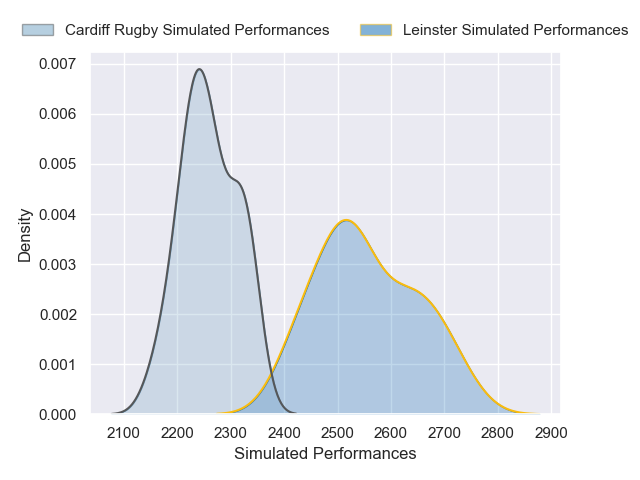 Cardiff Rugby Simulated Performances
Leinster Simulated Performances
0.007
0.006
0.005
0.004
0.003
0.002
0.001
0.000
Density
2100 2200 2300 2400 2500 2600 2700 2800 2900
Simulated Performances